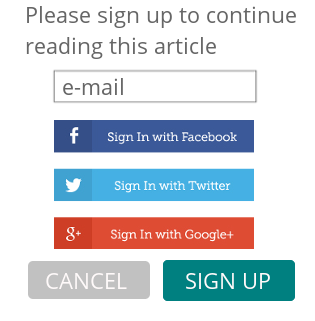 Please sign up to continue
reading this article
e-mail
Sign In with Facebook
Sign In with Twitter
Sign In with Google+
CANCEL SIGN UP